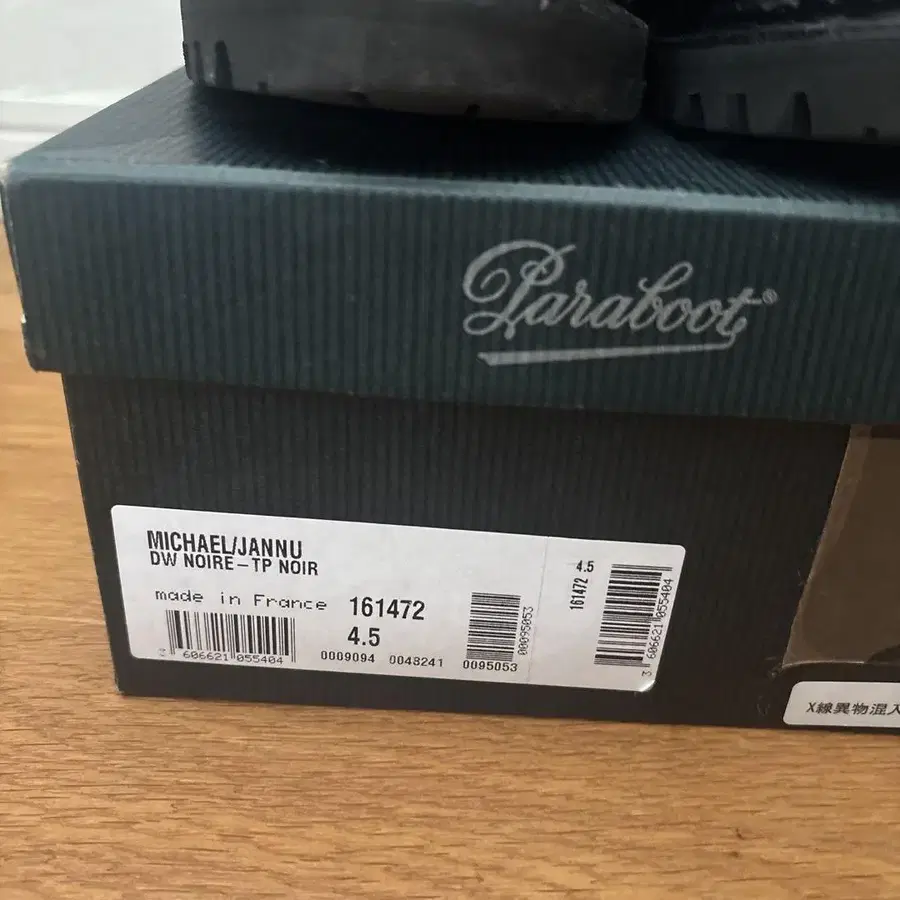 Paraboot®
MICHAEL/JANNU
DW NOIRE-TP NOIR
made in France 161472
4.5
3 606621 055404
0009094 0048241 0095053
00095053
4.5
161472
3 606621 055404
X線異物混入